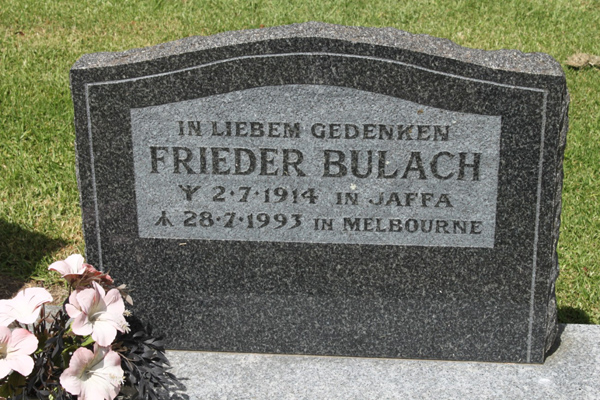 IN LIEBEM GEDENKEN
FRIEDER BULACH
ᛉ 2·7·1914 IN JAFFA
ᛣ 28·7·1993 IN MELBOURNE